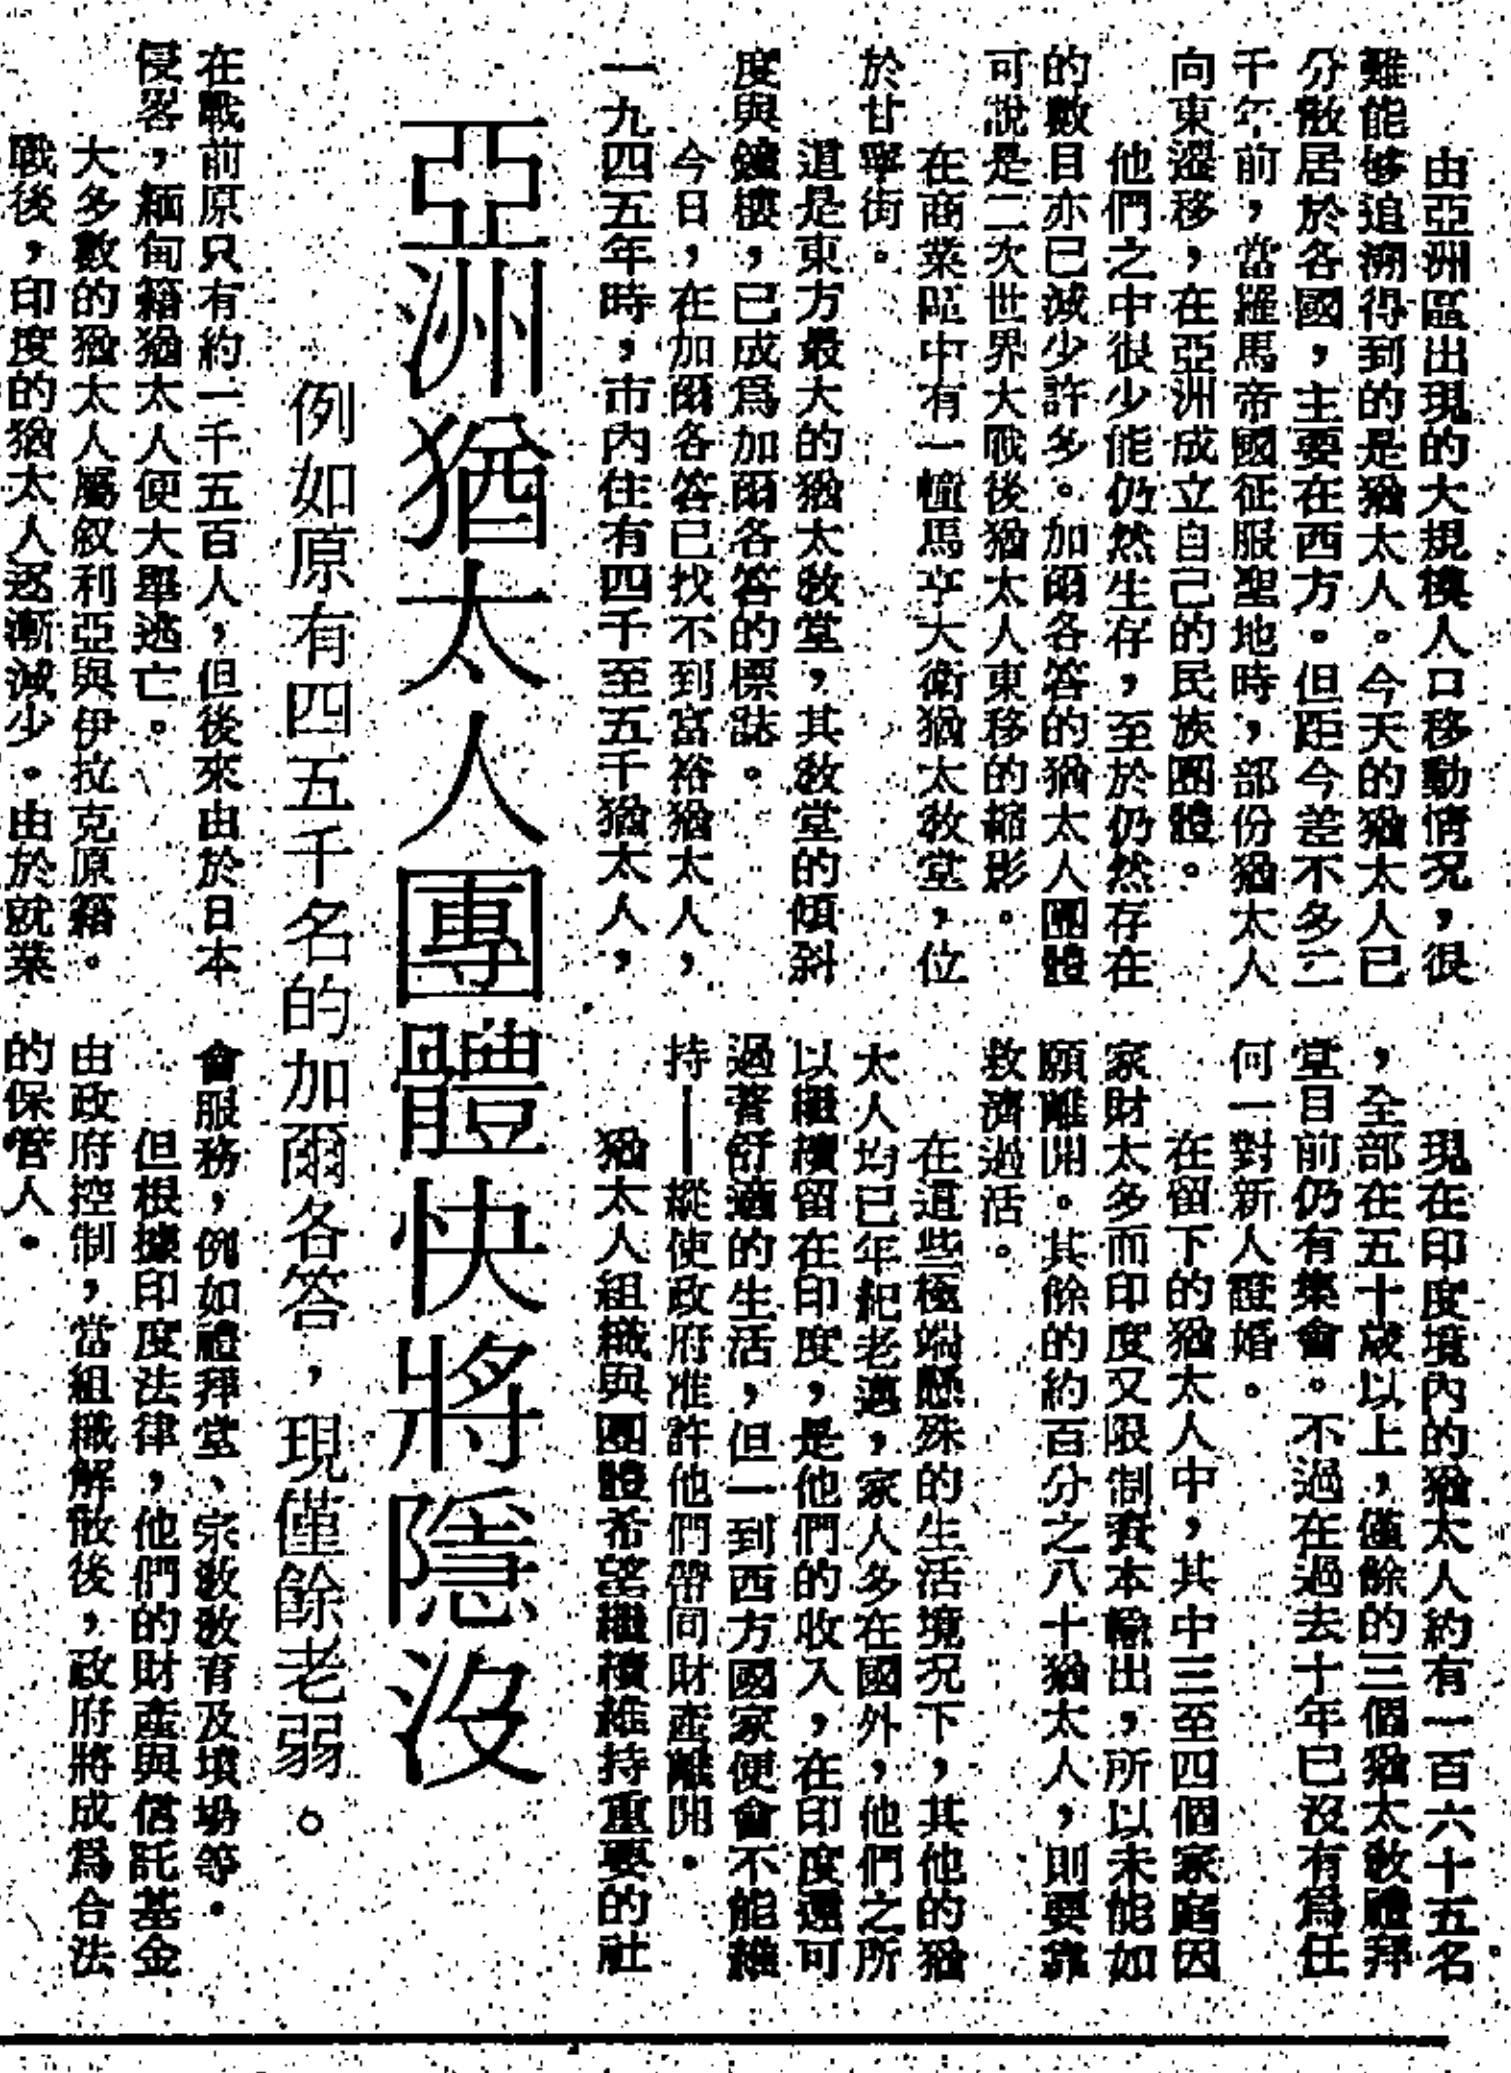 亞洲猶太人團體快將隱沒
例如原有四五千名的加爾各答,現僅餘老弱。
由亞洲區出現的大規模人口移動情況,很
難能够追溯得到的是猶太人。今天的猶太人已
分散居於各國,主要在西方。但距今差不多二
千年前,當羅馬帝國征服聖地時,部份猶太人
向東遷移,在亞洲成立自己的民族團體。
他們之中很少能仍然生存,至於仍然存在
的數目亦已減少許多。加爾各答的猶太人團體
可說是二次世界大戰後猶太人東移的縮影。
在商業區中有一幢馬亨大衛猶太教堂,位
於甘寧街。
這是東方最大的猶太教堂,其教堂的傾斜
度與鐘樓,已成爲加爾各答的標誌。
今日,在加爾各答已找不到富裕猶太人,
一九四五年時,市內住有四千至五千猶太人,
在戰前原只有約一千五百人,但後來由於日本
侵畧,緬甸籍猶太人便大舉逃亡。
大多數的猶太人屬叙利亞與伊拉克原籍。
戰後,印度的猶太人逐漸減少。由於就業
現在印度境內的猶太人約有一百六十五名
,全部在五十歲以上,僅餘的三個猶太教禮拜
堂目前仍有集會。不過在過去十年已沒有爲任
何一對新人證婚。
在留下的猶太人中,其中三至四個家庭因
家財太多而印度又限制資本輸出,所以未能如
願離開。其餘的約百分之八十猶太人,則要靠
救濟過活。
在這些極端懸殊的生活境況下,其他的猶
太人均已年紀老邁,家人多在國外,他們之所
以繼續留在印度,是他們的收入,在印度還可
過著舒適的生活,但一到西方國家便會不能維
持——縱使政府准許他們帶同財產離開。
猶太人組織與團體希望繼續維持重要的社
會服務,例如禮拜堂、宗教教育及墳場等。
但根據印度法律,他們的財產與信託基金
由政府控制,當組織解散後,政府將成爲合法
的保管人。